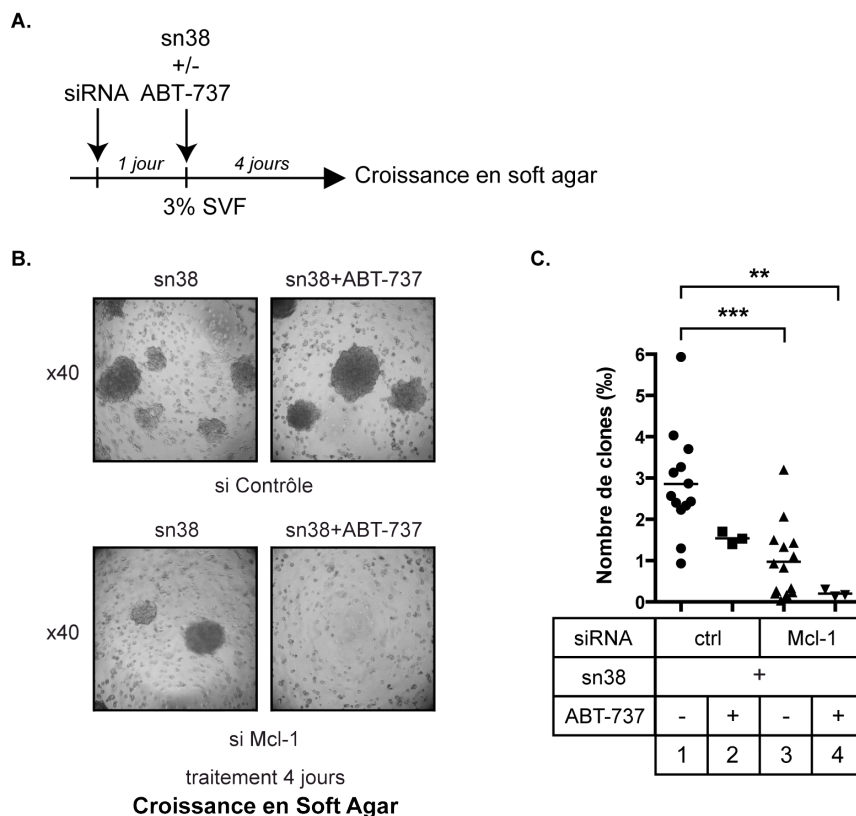 A.
sn38
+/-
siRNA ABT-737
1 jour 4 jours
Croissance en soft agar
3% SVF
B.
sn38 sn38+ABT-737
x40
si Contrôle
sn38 sn38+ABT-737
x40
si Mcl-1
traitement 4 jours
Croissance en Soft Agar
C.
**
***
Nombre de clones (‰)
6
5
4
3
2
1
0
siRNA ctrl Mcl-1
sn38 +
ABT-737 - + - +
1 2 3 4